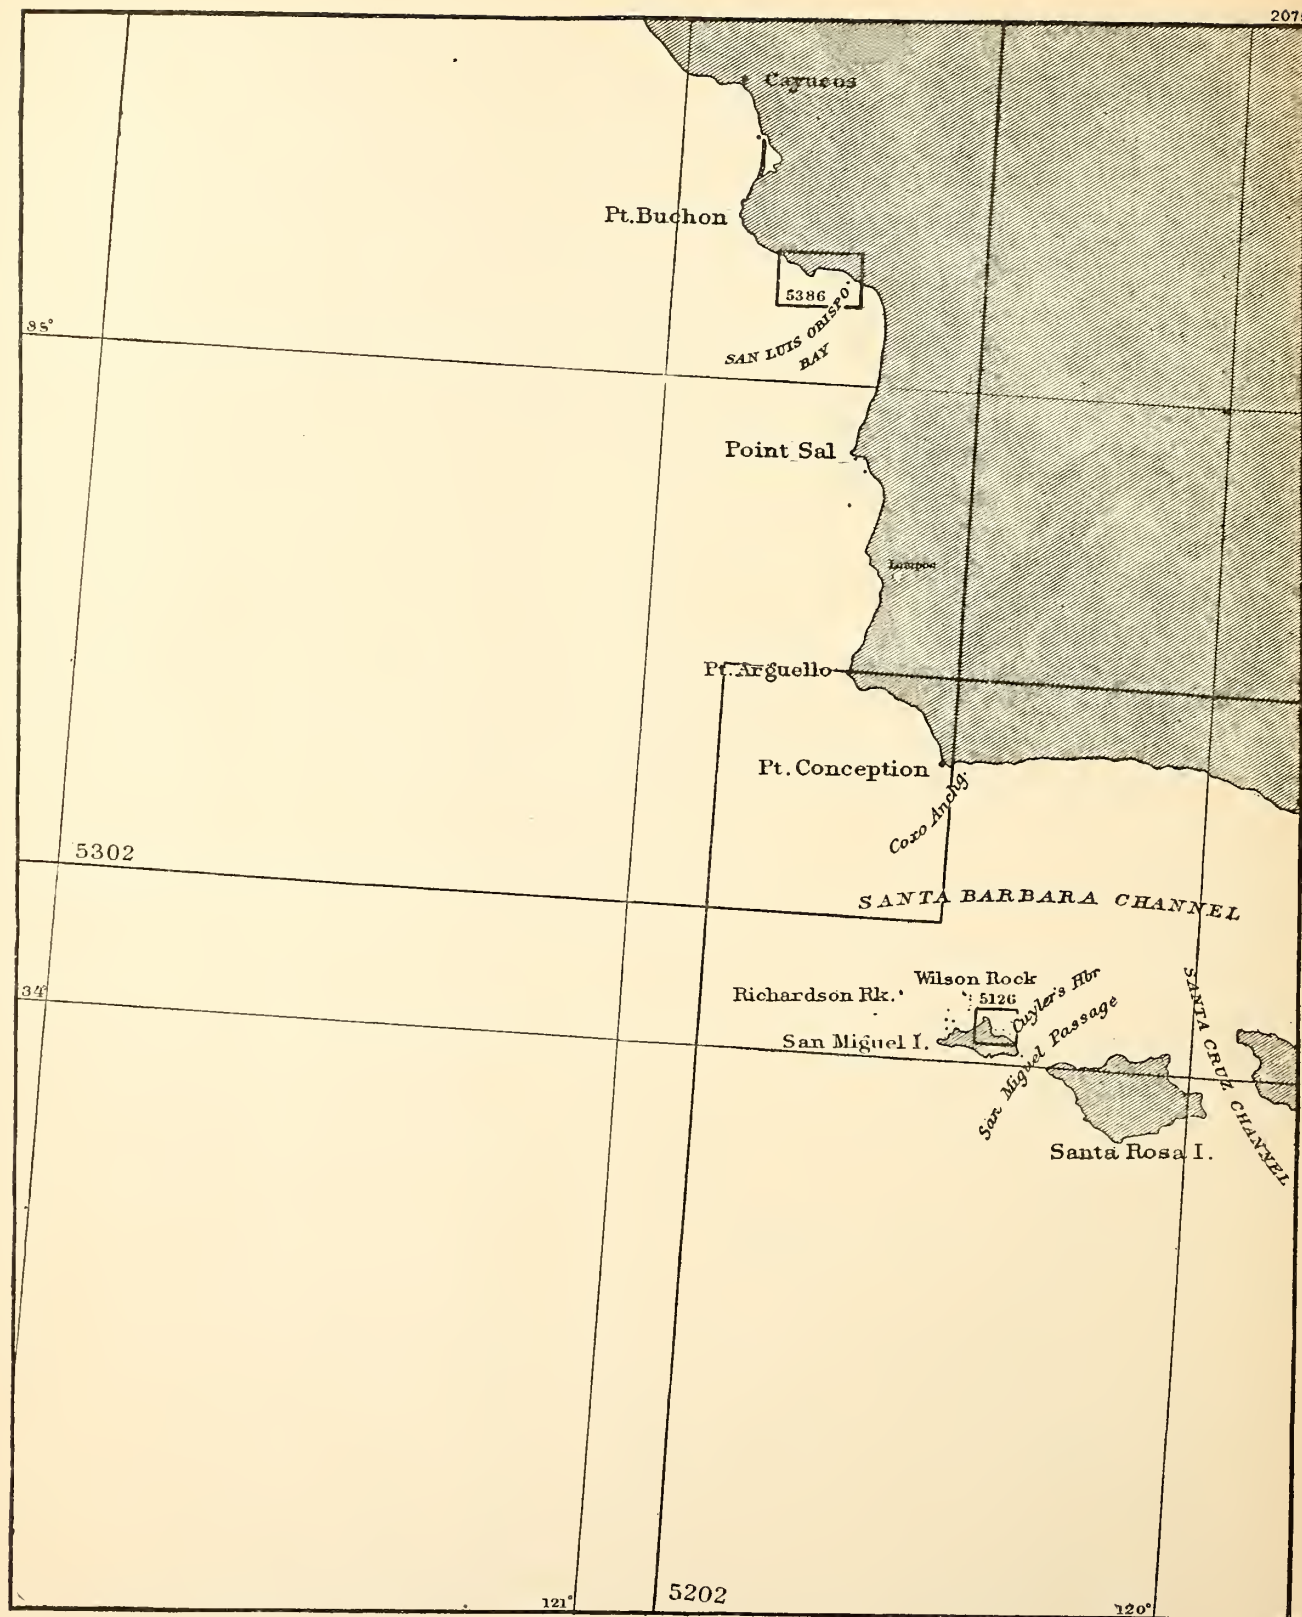 207
Cayucos
Pt.Buchon
5386
SAN LUIS OBISPO
BAY
35°
Point Sal
Lompoc
Pt.Arguello
Pt. Conception
Coxo Anchg.
5302
SANTA BARBARA CHANNEL
34°
Wilson Rock
Richardson Rk.
5126
Cuyler's Hbr
San Miguel I.
San Miguel Passage
SANTA CRUZ CHANNEL
Santa Rosa I.
121°
5202
120°